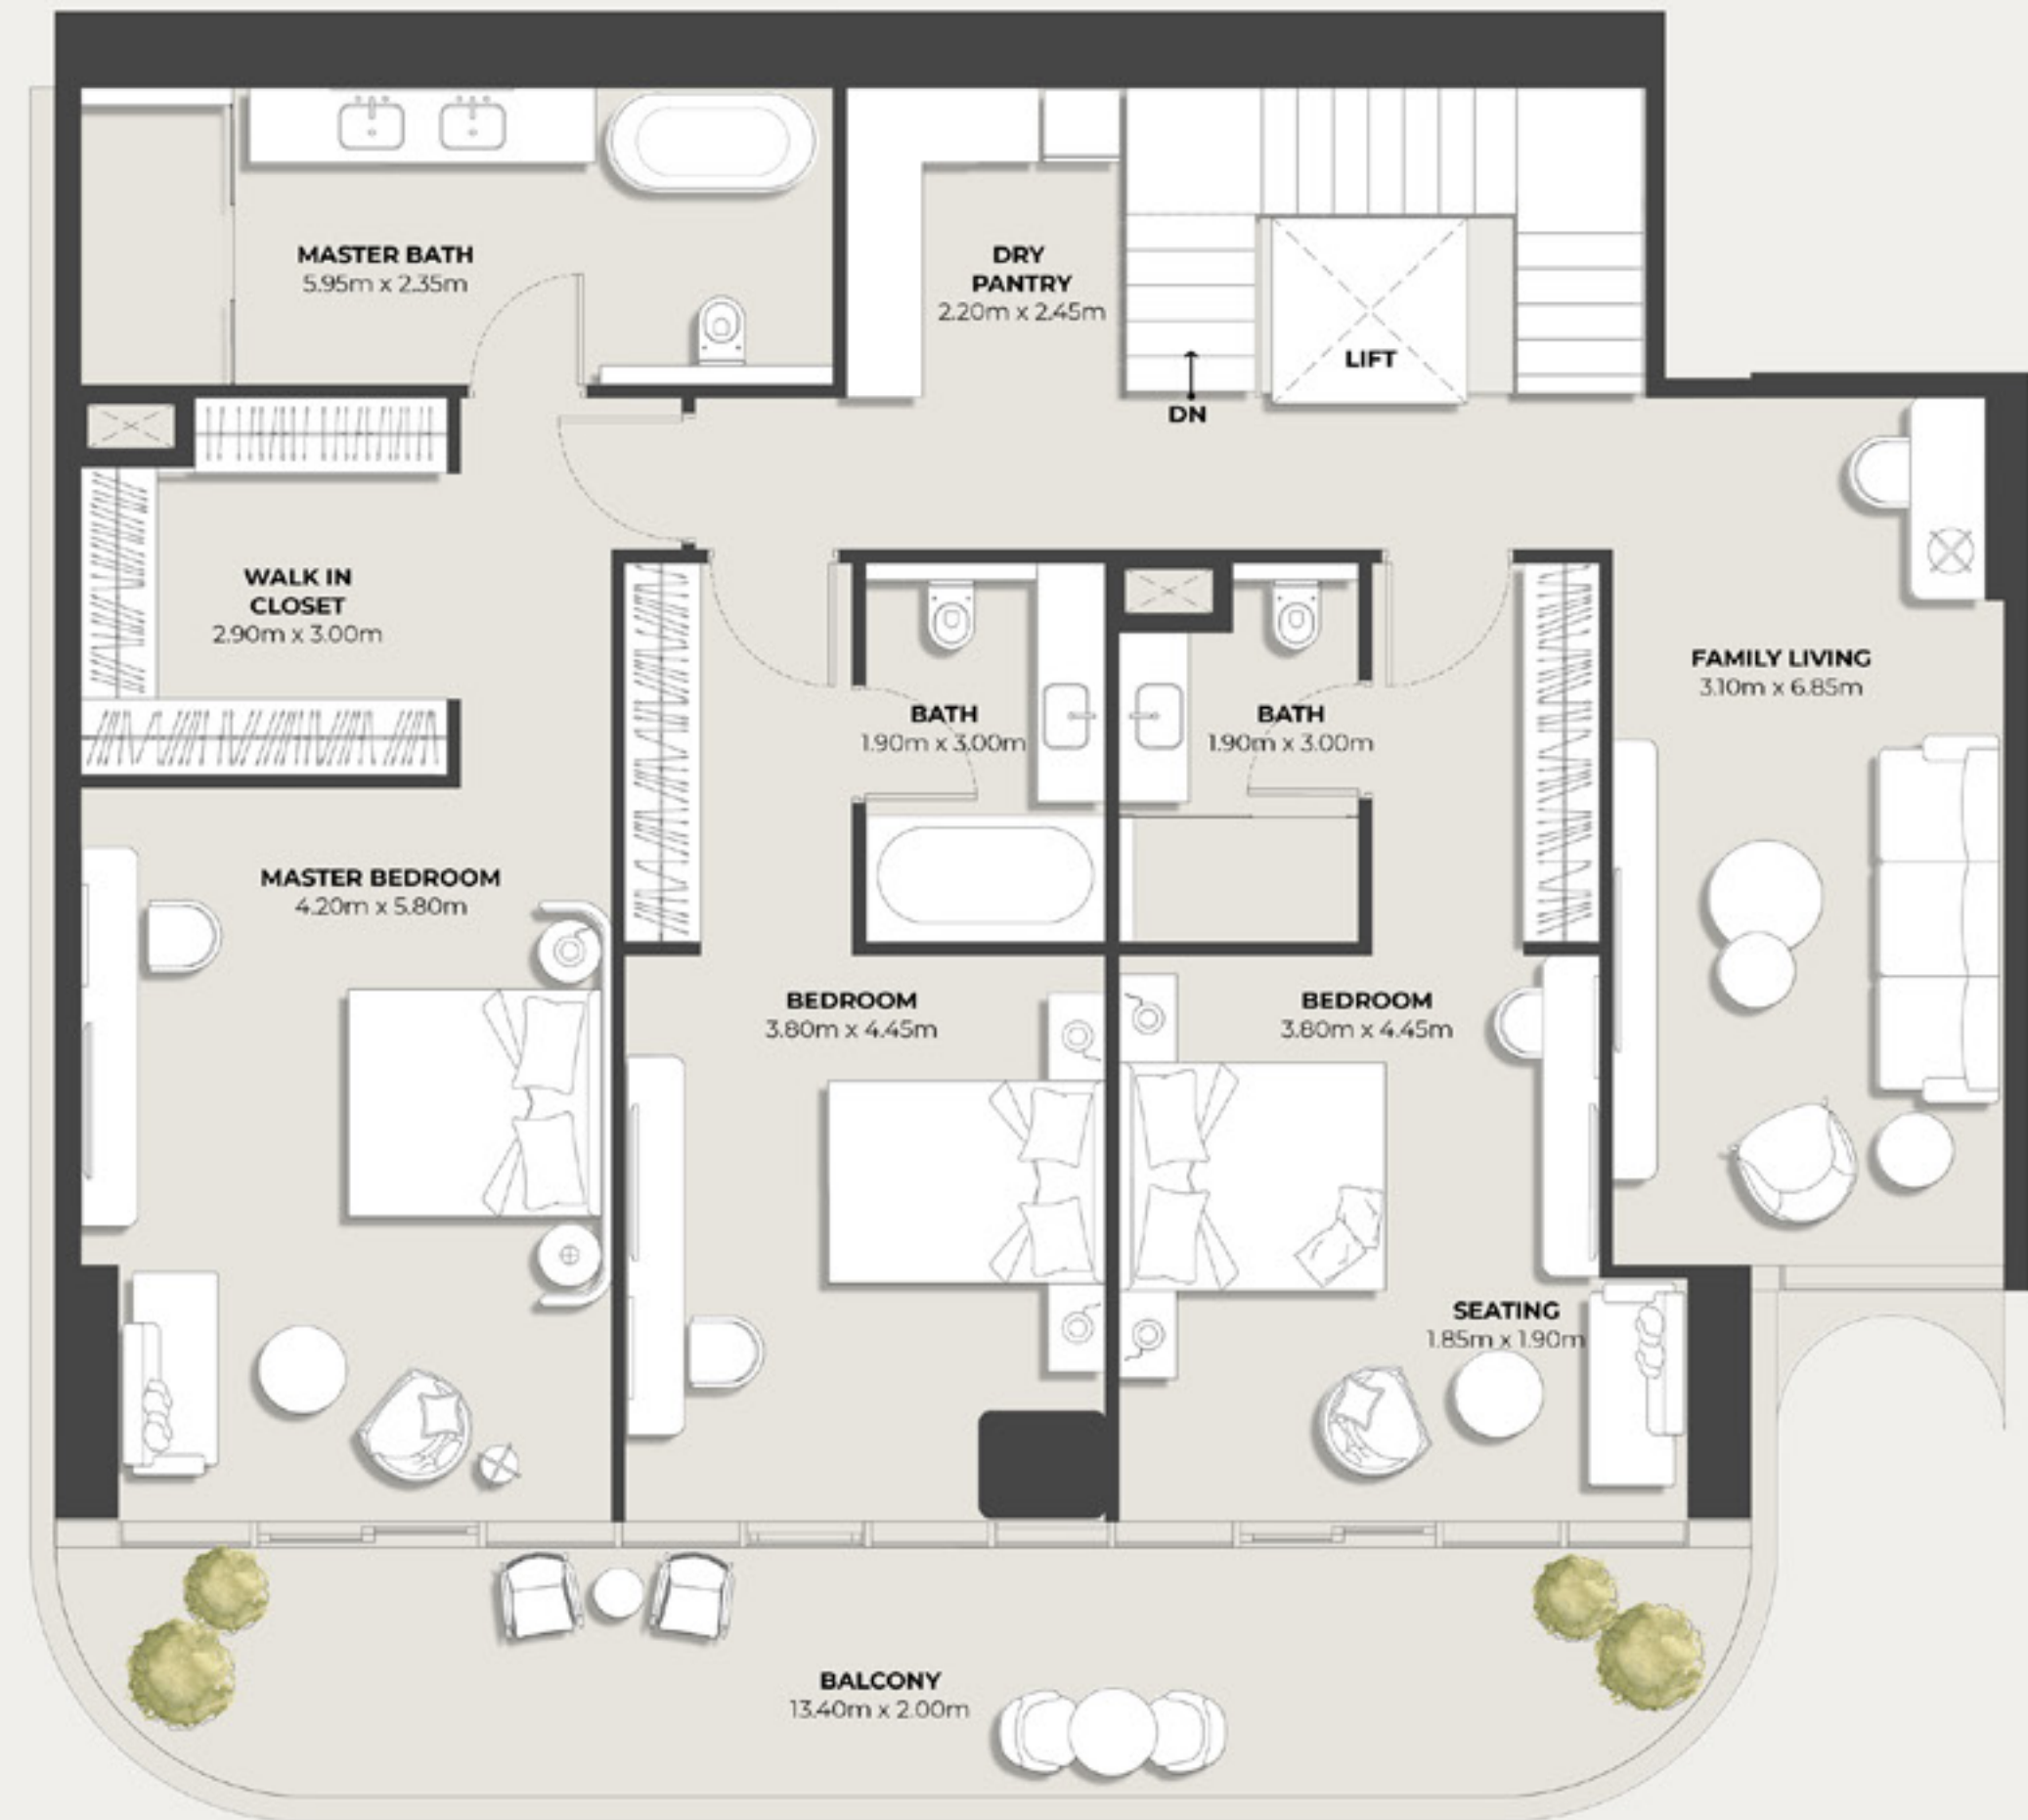 MASTER BATH
5.95m x 2.35m
DRY
PANTRY
2.20m x 2.45m
LIFT
DN
WALK IN
CLOSET
2.90m x 3.00m
FAMILY LIVING
3.10m x 6.85m
BATH
1.90m x 3.00m
BATH
1.90m x 3.00m
MASTER BEDROOM
4.20m x 5.80m
BEDROOM
3.80m x 4.45m
BEDROOM
3.80m x 4.45m
SEATING
1.85m x 1.90m
BALCONY
13.40m x 2.00m